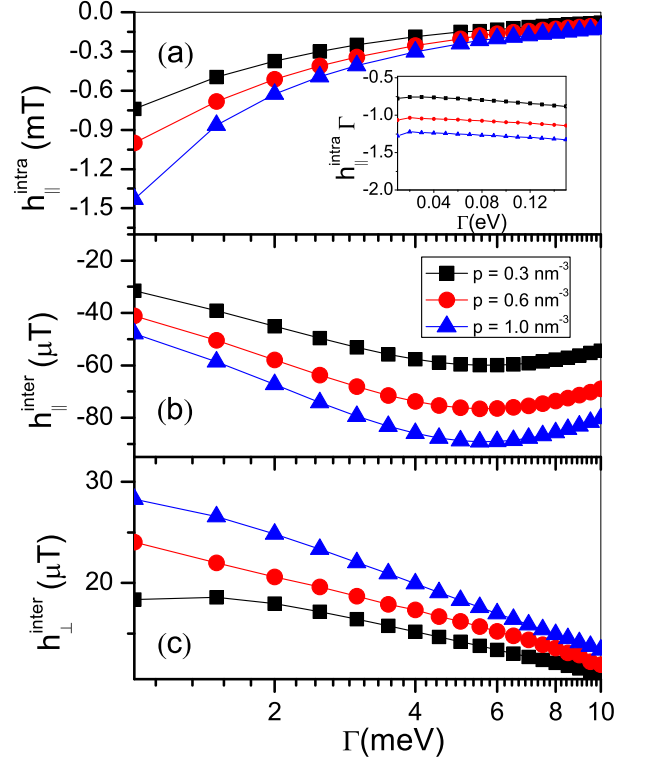 0.0
-0.3
-0.6
-0.9
-1.2
-1.5
h∥^intra (mT)
(a)
-0.5
-1.0
-1.5
-2.0
h∥^intra Γ
0.04 0.08 0.12
Γ(eV)
-20
-40
-60
-80
h∥^inter (μT)
(b)
p = 0.3 nm⁻³
p = 0.6 nm⁻³
p = 1.0 nm⁻³
30
20
h⊥^inter (μT)
(c)
2 4 6 8 10
Γ(meV)